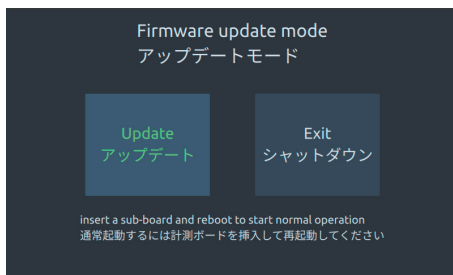 Firmware update mode
アップデートモード
Update
アップデート
Exit
シャットダウン
insert a sub-board and reboot to start normal operation
通常起動するには計測ボードを挿入して再起動してください